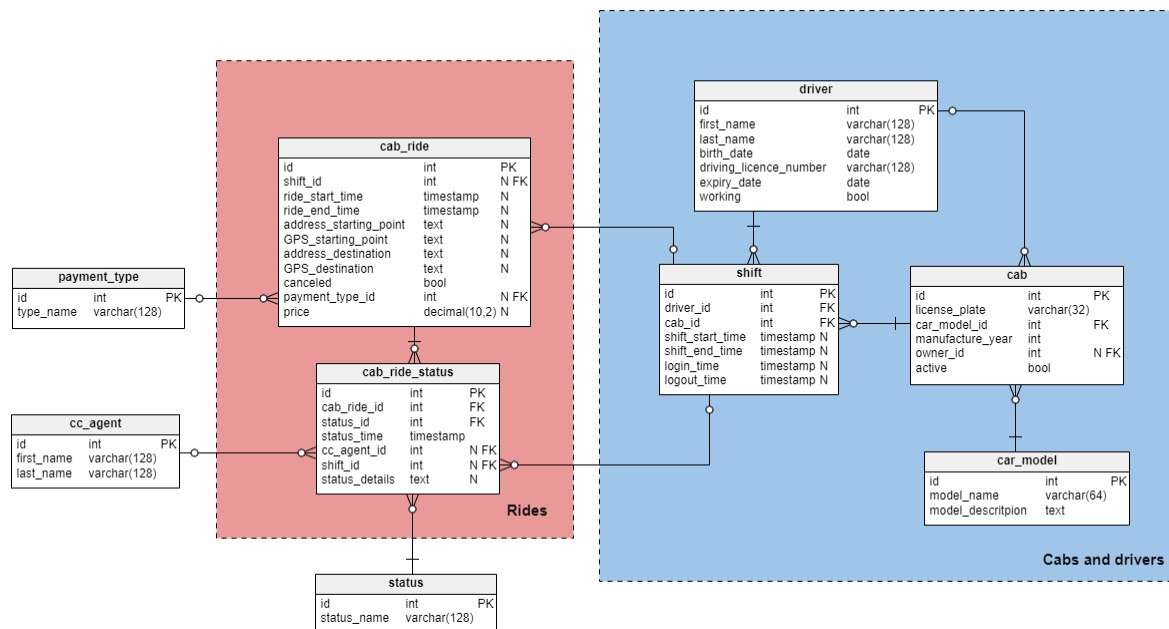 driver
id int PK
first_name varchar(128)
last_name varchar(128)
birth_date date
driving_licence_number varchar(128)
expiry_date date
working bool
cab_ride
id int PK
shift_id int N FK
ride_start_time timestamp N
ride_end_time timestamp N
address_starting_point text N
GPS_starting_point text N
address_destination text N
GPS_destination text N
canceled bool
payment_type_id int N FK
price decimal(10,2) N
payment_type
id int PK
type_name varchar(128)
shift
id int PK
driver_id int FK
cab_id int FK
shift_start_time timestamp N
shift_end_time timestamp N
login_time timestamp N
logout_time timestamp N
cab
id int PK
license_plate varchar(32)
car_model_id int FK
manufacture_year int
owner_id int N FK
active bool
cab_ride_status
id int PK
cab_ride_id int FK
status_id int FK
status_time timestamp
cc_agent_id int N FK
shift_id int N FK
status_details text N
cc_agent
id int PK
first_name varchar(128)
last_name varchar(128)
car_model
id int PK
model_name varchar(64)
model_descritpion text
Rides
Cabs and drivers
status
id int PK
status_name varchar(128)